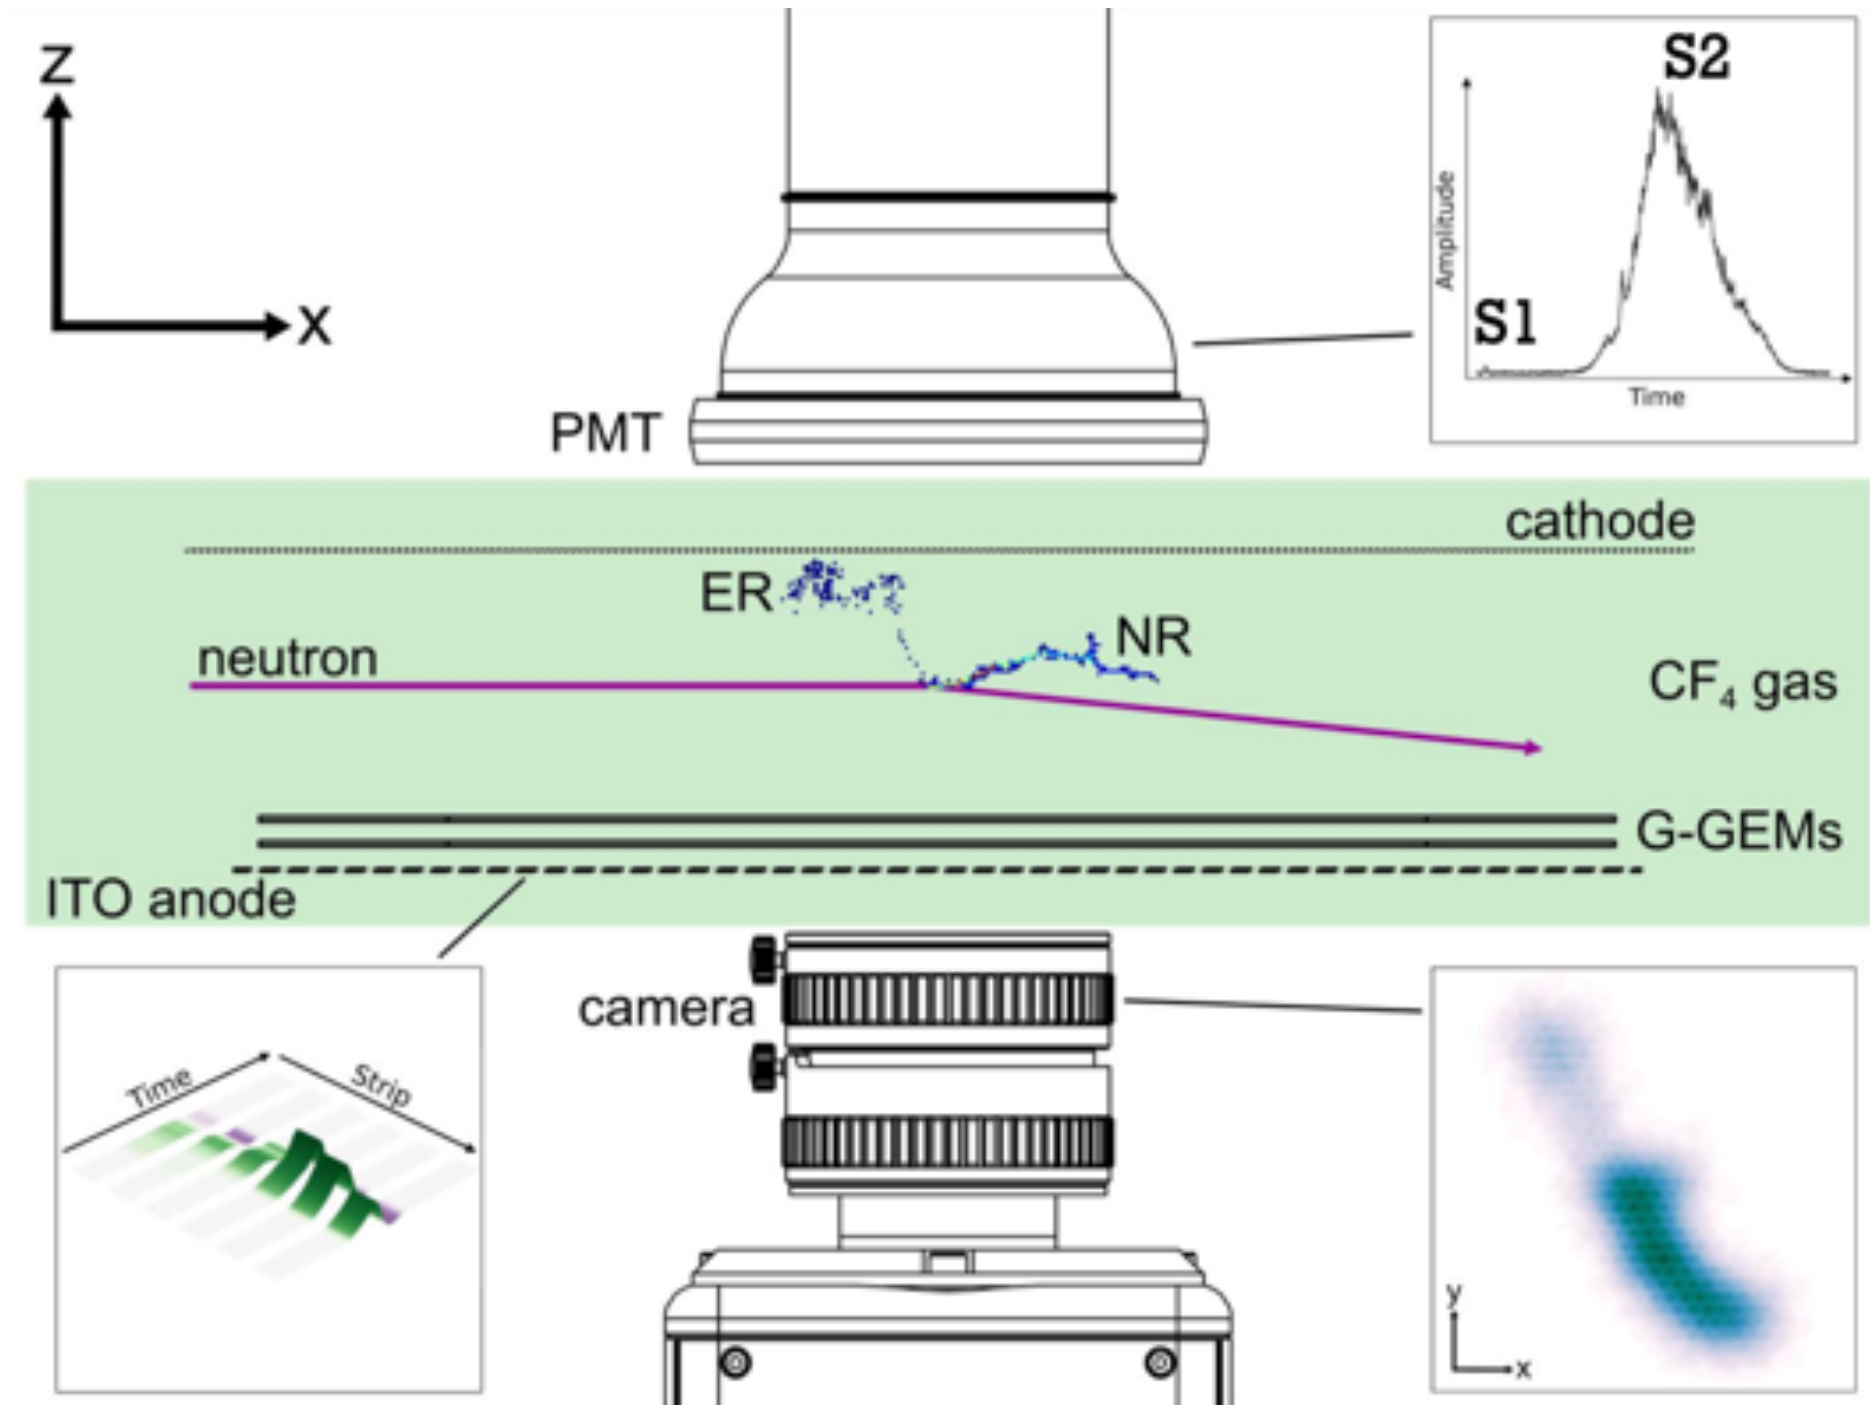 Z
X
S2
S1
Amplitude
Time
PMT
cathode
ER
NR
neutron
CF₄ gas
G-GEMs
ITO anode
camera
Time
Strip
y
x